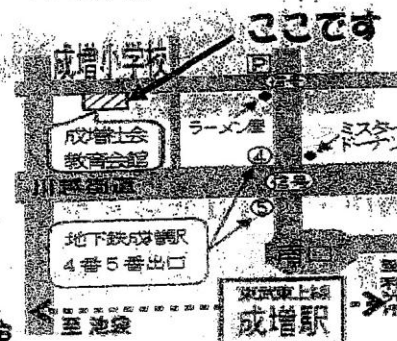 ここです
成増小学校
P
ラーメン屋
ミスター
ドーナツ
成増社会
教育会館
④
川越街道
⑤
地下鉄成増駅
4番5番出口
南口
東武東上線
成増駅
至 池袋